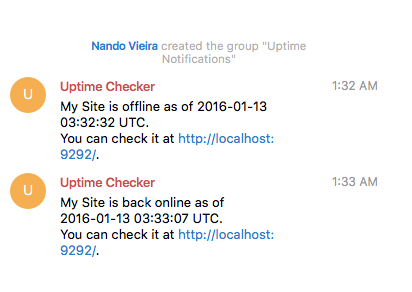 Nando Vieira created the group "Uptime
Notifications"
U
Uptime Checker
1:32 AM
My Site is offline as of 2016-01-13
03:32:32 UTC.
You can check it at http://localhost:
9292/.
U
Uptime Checker
1:33 AM
My Site is back online as of
2016-01-13 03:33:07 UTC.
You can check it at http://localhost:
9292/.